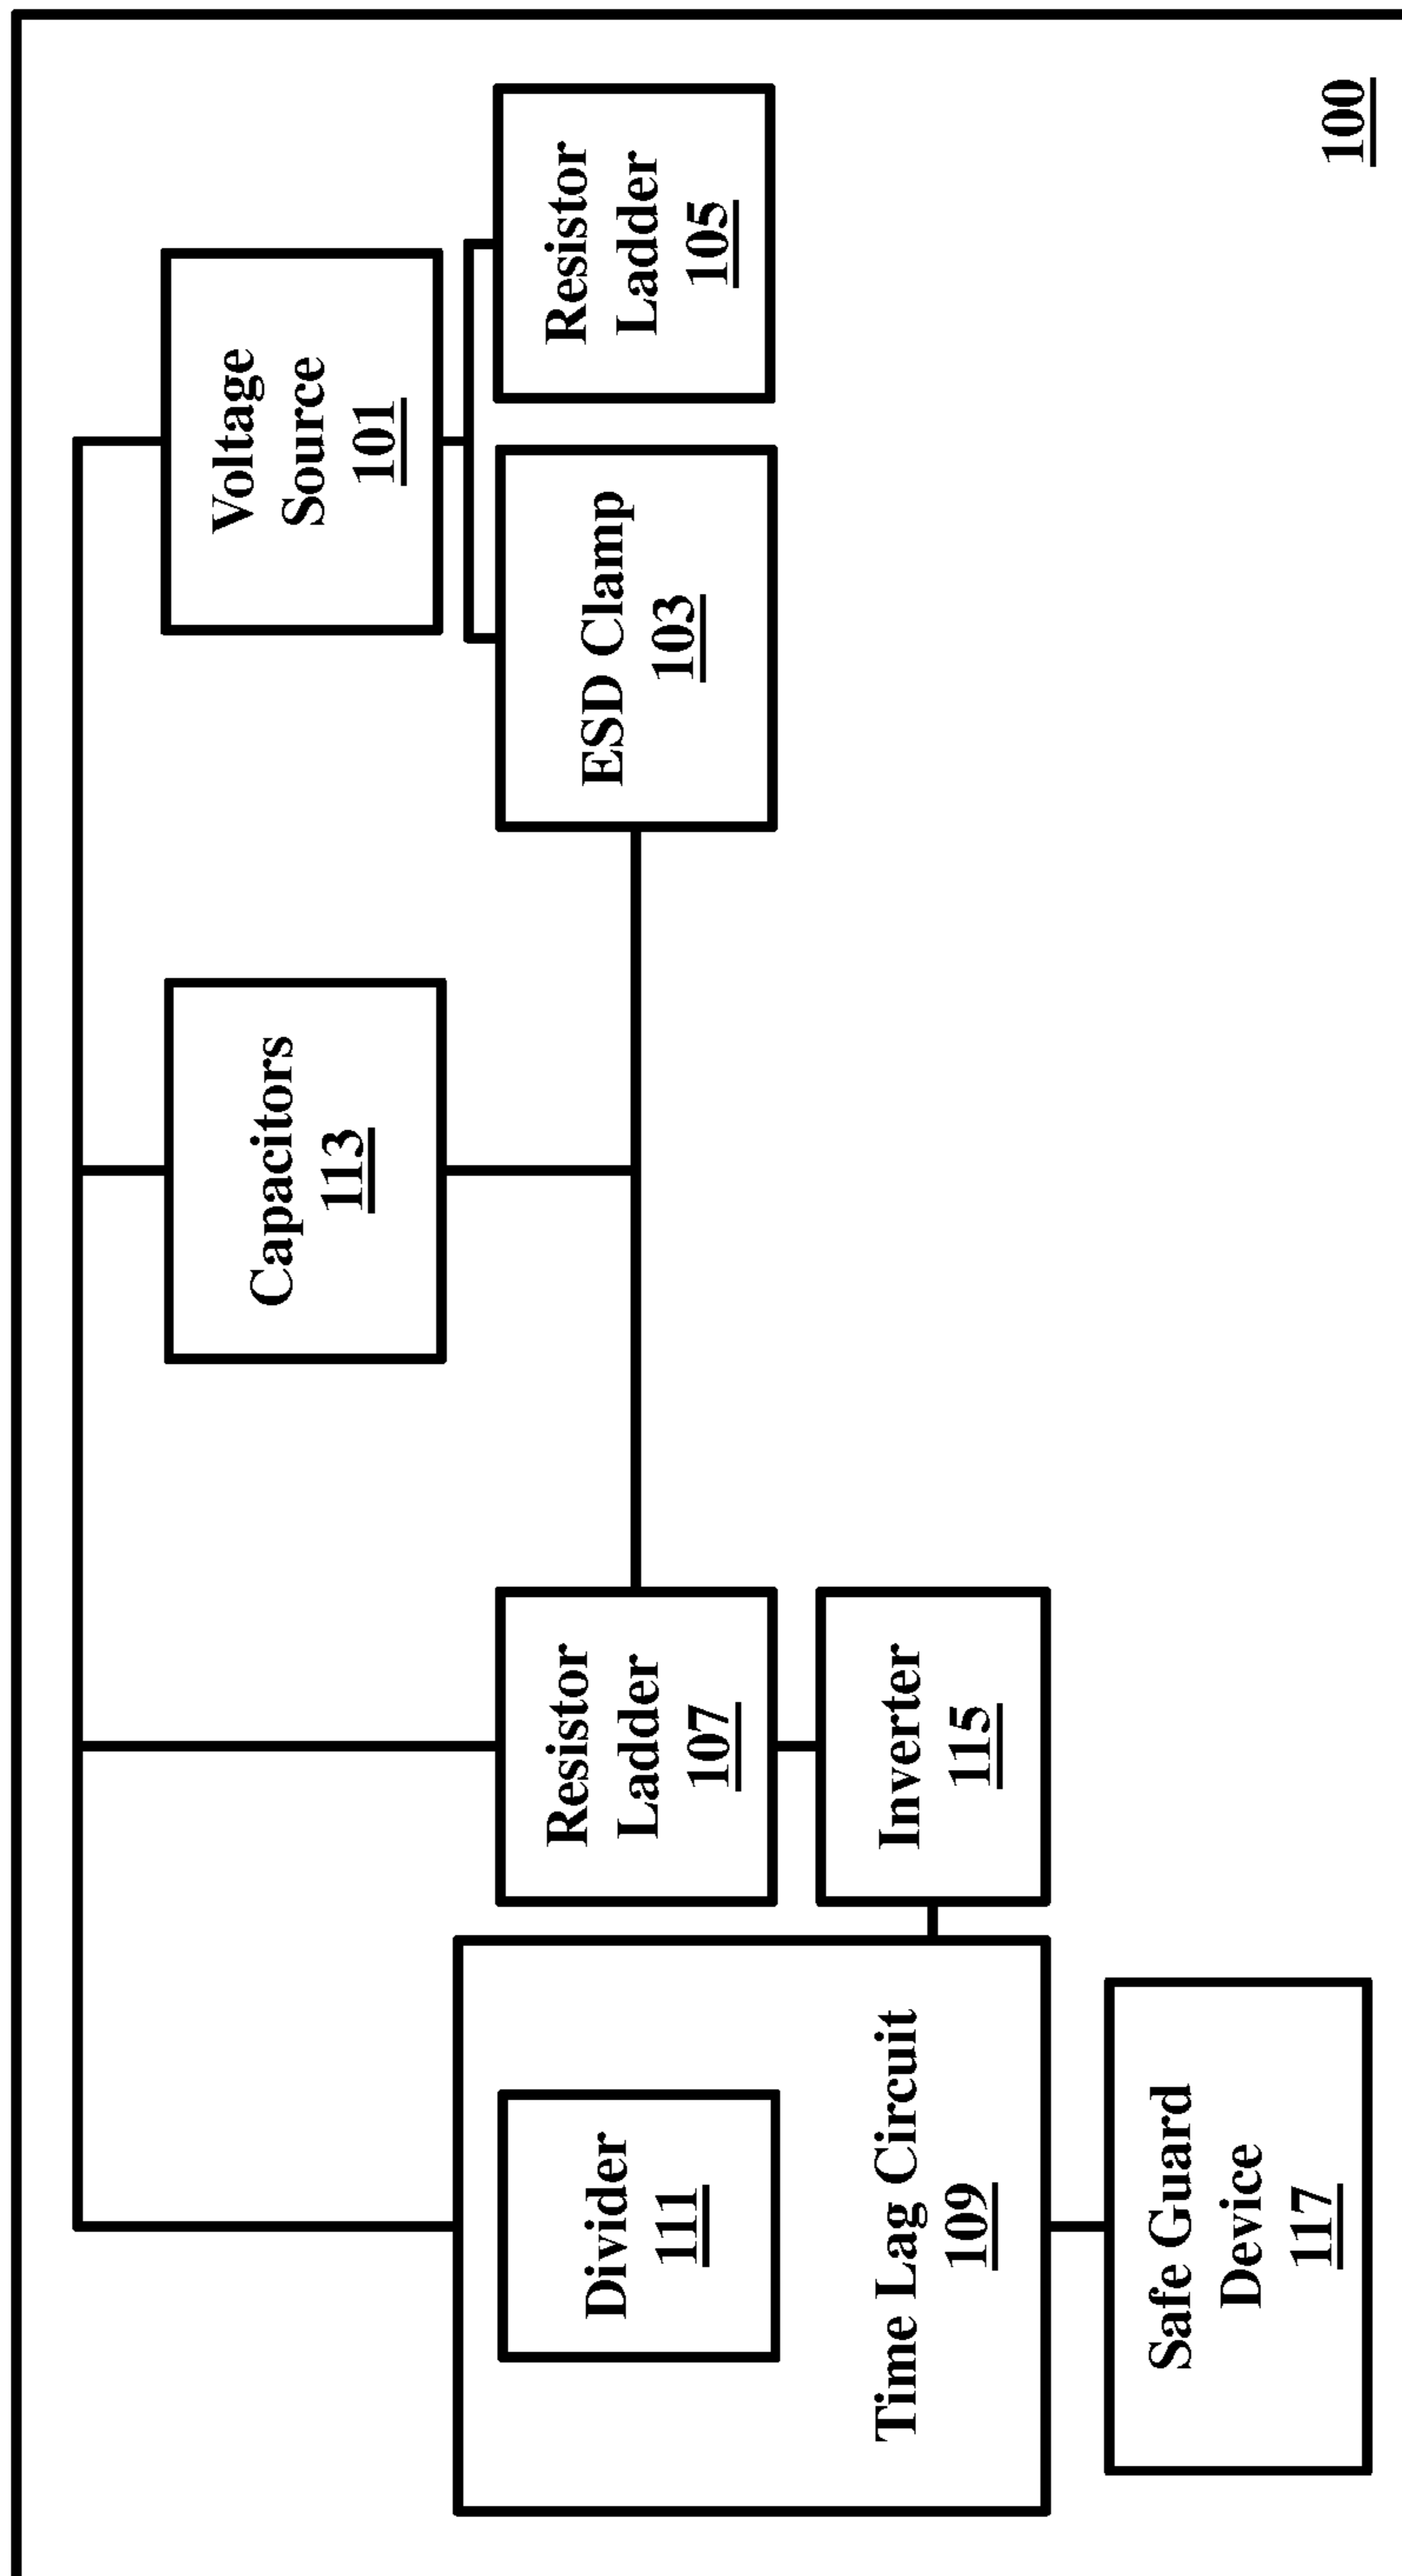 100
Voltage
Source
101
Capacitors
113
Resistor
Ladder
105
ESD Clamp
103
Resistor
Ladder
107
Divider
111
Inverter
115
Time Lag Circuit
109
Safe Guard
Device
117